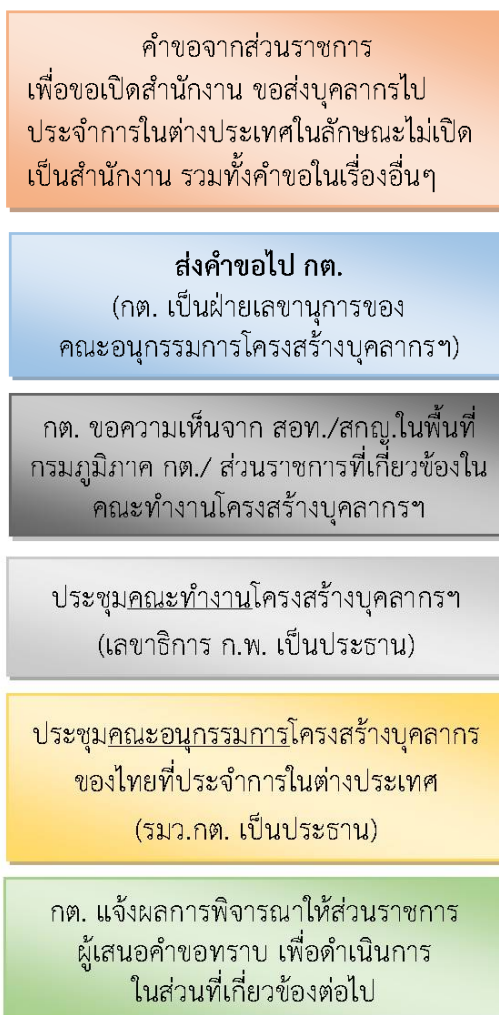 คำขอจากส่วนราชการ
เพื่อขอเปิดสำนักงาน ขอส่งบุคลากรไป
ประจำการในต่างประเทศในลักษณะไม่เปิด
เป็นสำนักงาน รวมทั้งคำขอในเรื่องอื่นๆ
ส่งคำขอไป กต.
(กต. เป็นฝ่ายเลขานุการของ
คณะอนุกรรมการโครงสร้างบุคลากรฯ)
กต. ขอความเห็นจาก สอท./สกญ.ในพื้นที่
กรมภูมิภาค กต./ ส่วนราชการที่เกี่ยวข้องใน
คณะทำงานโครงสร้างบุคลากรฯ
ประชุมคณะทำงานโครงสร้างบุคลากรฯ
(เลขาธิการ ก.พ. เป็นประธาน)
ประชุมคณะอนุกรรมการโครงสร้างบุคลากร
ของไทยที่ประจำการในต่างประเทศ
(รมว.กต. เป็นประธาน)
กต. แจ้งผลการพิจารณาให้ส่วนราชการ
ผู้เสนอคำขอทราบ เพื่อดำเนินการ
ในส่วนที่เกี่ยวข้องต่อไป